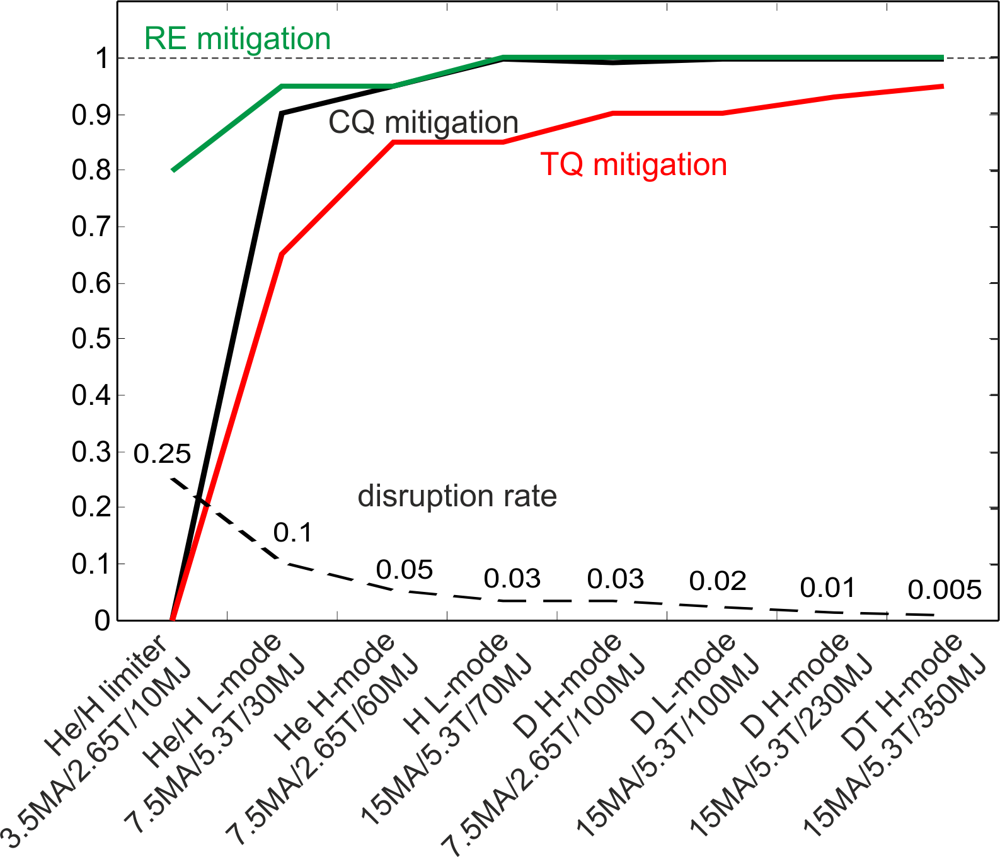 RE mitigation
1
0.9
CQ mitigation
TQ mitigation
0.8
0.7
0.6
0.5
0.4
0.3
0.25
disruption rate
0.2
0.1
0.1
0.05
0.03
0.03
0.02
0.01
0.005
0
He/H limiter
3.5MA/2.65T/10MJ
He/H L-mode
7.5MA/5.3T/30MJ
He H-mode
7.5MA/2.65T/60MJ
H L-mode
15MA/5.3T/70MJ
D H-mode
7.5MA/2.65T/100MJ
D L-mode
15MA/5.3T/100MJ
D H-mode
15MA/5.3T/230MJ
DT H-mode
15MA/5.3T/350MJ